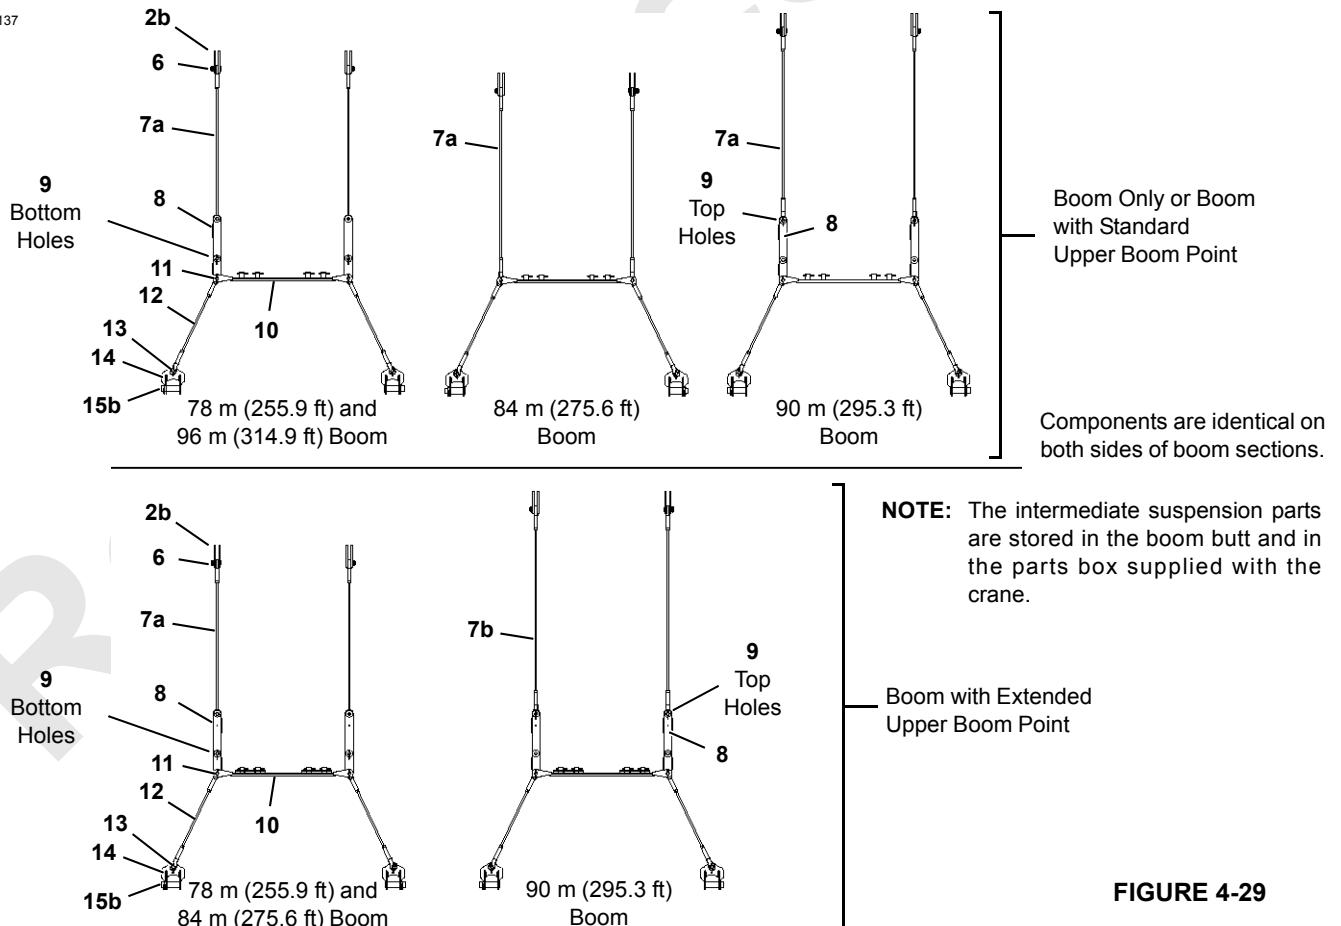 137
2b
6
7a
9
Bottom
Holes
8
11
12
10
13
14
15b
78 m (255.9 ft) and
96 m (314.9 ft) Boom
7a
84 m (275.6 ft)
Boom
7a
9
Top
Holes
8
90 m (295.3 ft)
Boom
Boom Only or Boom
with Standard
Upper Boom Point
Components are identical on
both sides of boom sections.
2b
6
7a
9
Bottom
Holes
8
11
12
10
13
14
15b
78 m (255.9 ft) and
84 m (275.6 ft) Boom
7b
9
Top
Holes
8
90 m (295.3 ft)
Boom
NOTE: The intermediate suspension parts
are stored in the boom butt and in
the parts box supplied with the
crane.
Boom with Extended
Upper Boom Point
FIGURE 4-29